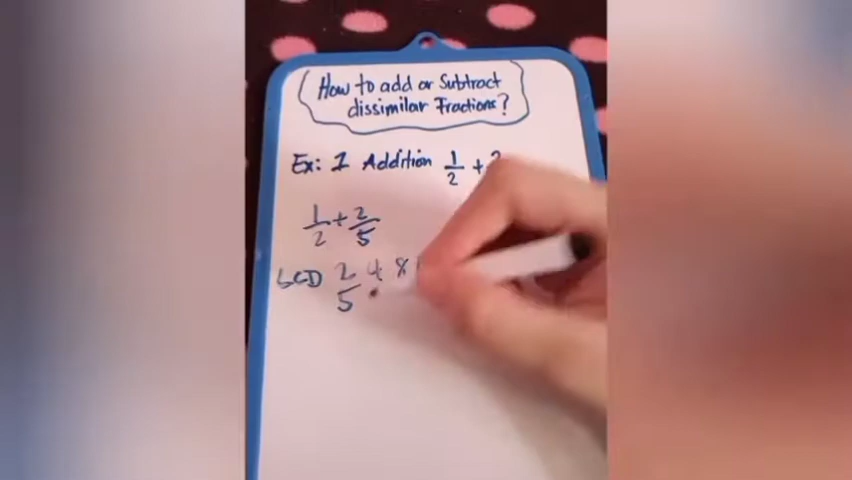 How to add or Subtract
dissimilar Fractions?
Ex: 1 Addition 1/2 +
1/2 + 2/5
LCD 2 4 8
5